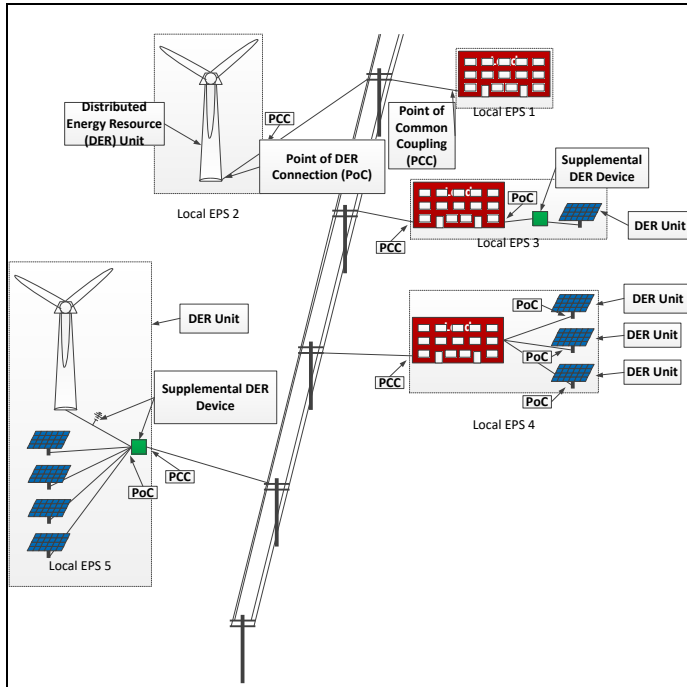 Local EPS 1
Distributed
Energy Resource
(DER) Unit
PCC
Point of
Common
Coupling
(PCC)
Point of DER
Connection (PoC)
Local EPS 2
Supplemental
DER Device
PoC
PCC
DER Unit
Local EPS 3
DER Unit
PoC
DER Unit
PoC
DER Unit
PoC
PCC
Local EPS 4
DER Unit
Supplemental DER
Device
PCC
PoC
Local EPS 5